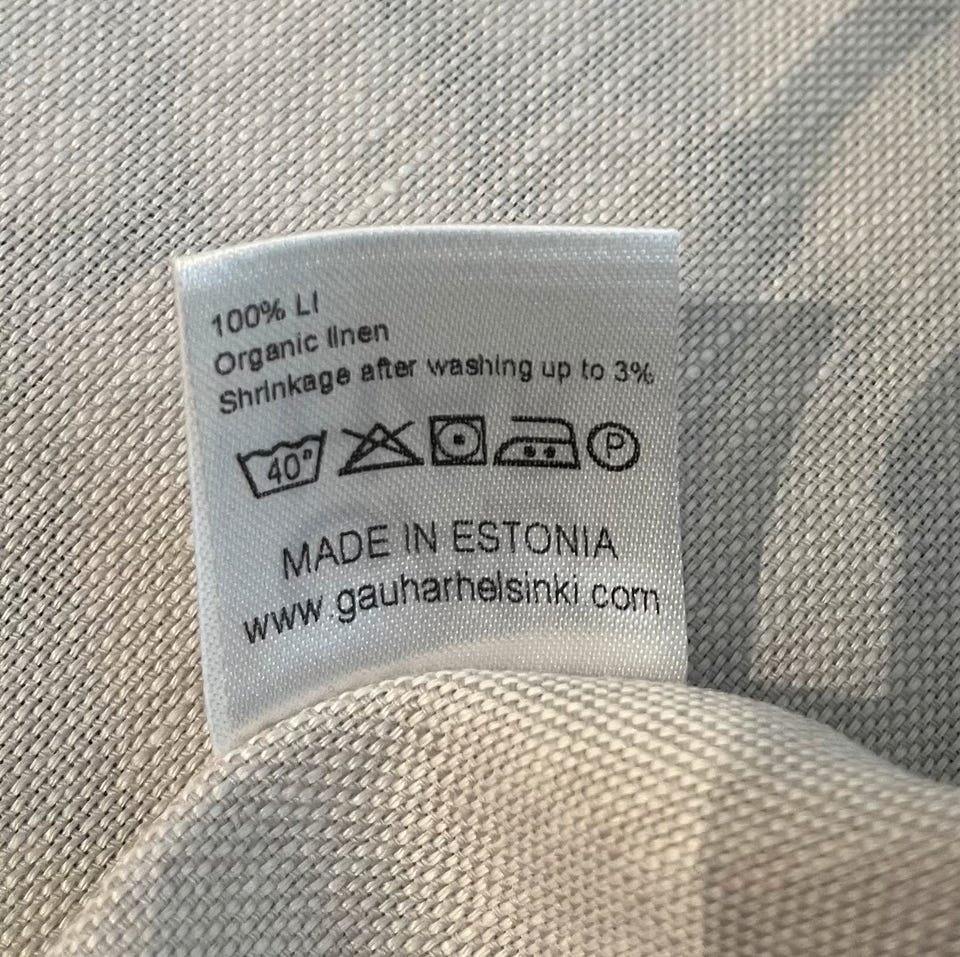 100% LI
Organic linen
Shrinkage after washing up to 3%
40° P
MADE IN ESTONIA
www.gauharhelsinki.com